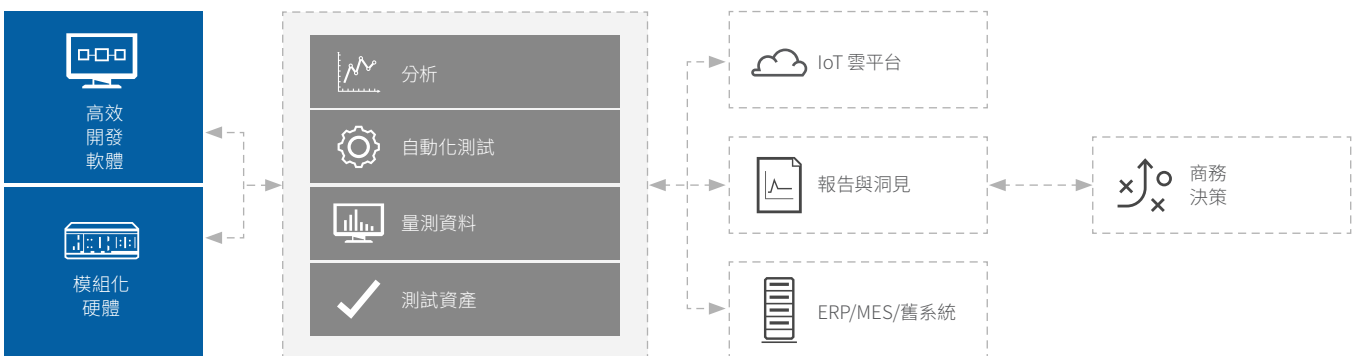 高效
開發
軟體
模組化
硬體
分析
自動化測試
量測資料
測試資產
IoT 雲平台
報告與洞見
ERP/MES/舊系統
商務
決策